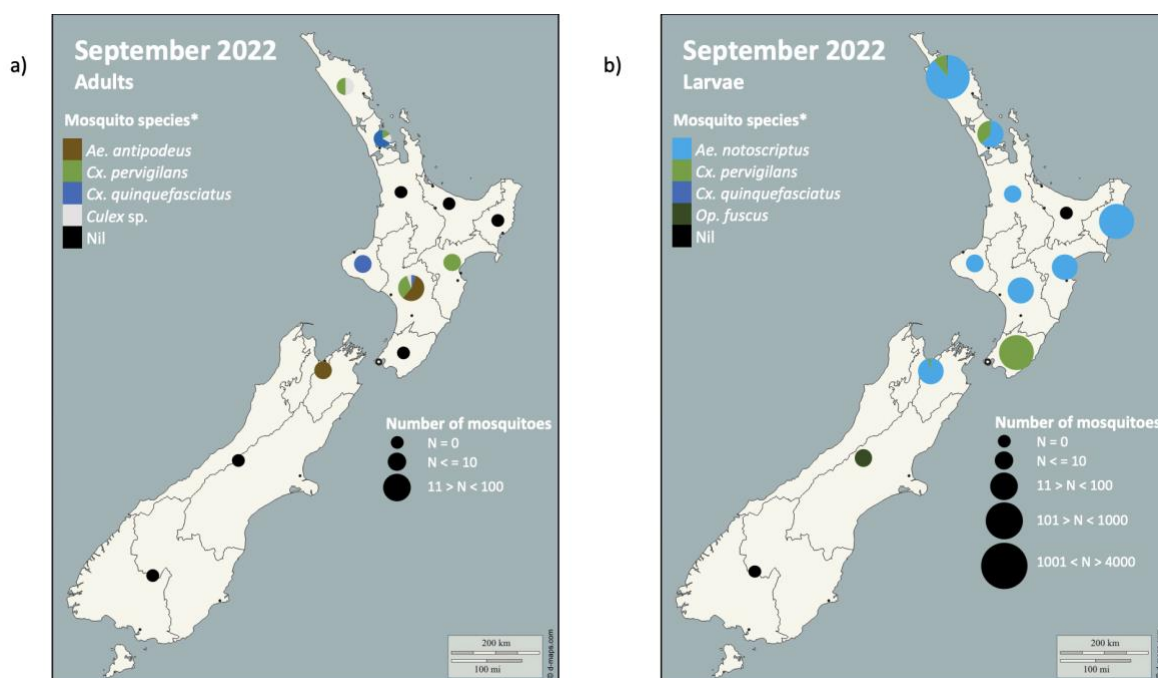 a)
September 2022
Adults
Mosquito species*
Ae. antipodeus
Cx. pervigilans
Cx. quinquefasciatus
Culex sp.
Nil
Number of mosquitoes
N = 0
N < = 10
11 > N < 100
200 km
100 mi
© d-maps.com
b)
September 2022
Larvae
Mosquito species*
Ae. notoscriptus
Cx. pervigilans
Cx. quinquefasciatus
Op. fuscus
Nil
Number of mosquitoes
N = 0
N < = 10
11 > N < 100
101 > N < 1000
1001 < N > 4000
200 km
100 mi